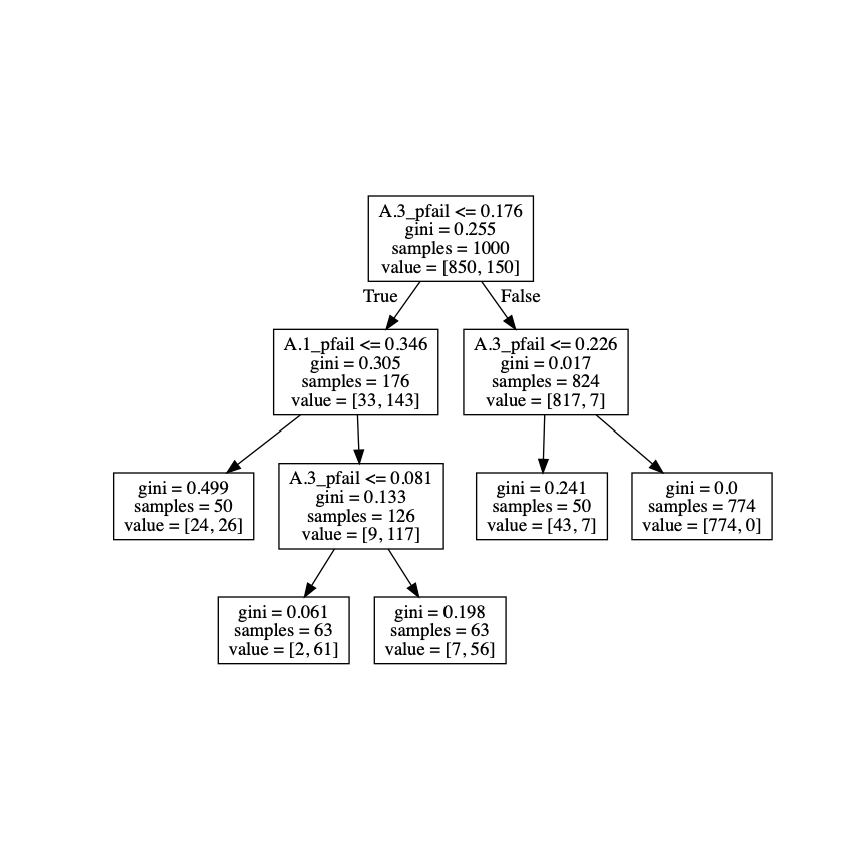 A.3_pfail <= 0.176
gini = 0.255
samples = 1000
value = [850, 150]
True
False
A.1_pfail <= 0.346
gini = 0.305
samples = 176
value = [33, 143]
A.3_pfail <= 0.226
gini = 0.017
samples = 824
value = [817, 7]
gini = 0.499
samples = 50
value = [24, 26]
A.3_pfail <= 0.081
gini = 0.133
samples = 126
value = [9, 117]
gini = 0.241
samples = 50
value = [43, 7]
gini = 0.0
samples = 774
value = [774, 0]
gini = 0.061
samples = 63
value = [2, 61]
gini = 0.198
samples = 63
value = [7, 56]